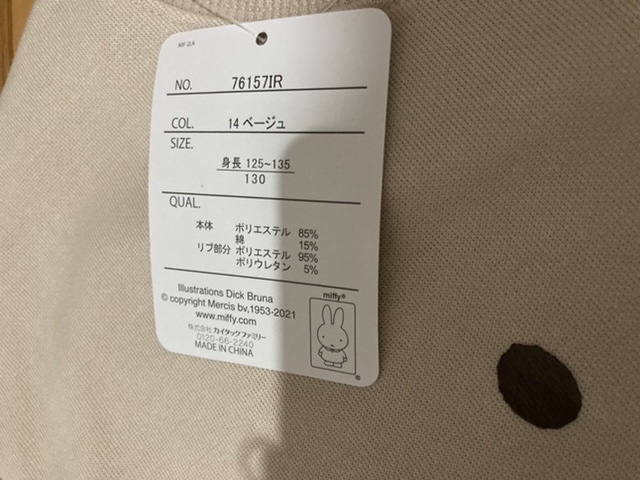 MIF-2LA
NO. 76157IR
COL. 14 ベージュ
SIZE.
身長 125~135
130
QUAL.
本体 ポリエステル 85%
綿 15%
リブ部分 ポリエステル 95%
ポリウレタン 5%
Illustrations Dick Bruna
© copyright Mercis bv,1953-2021
www.miffy.com
株式会社 カイタックファミリー
0120-66-2240
MADE IN CHINA
miffy®
®